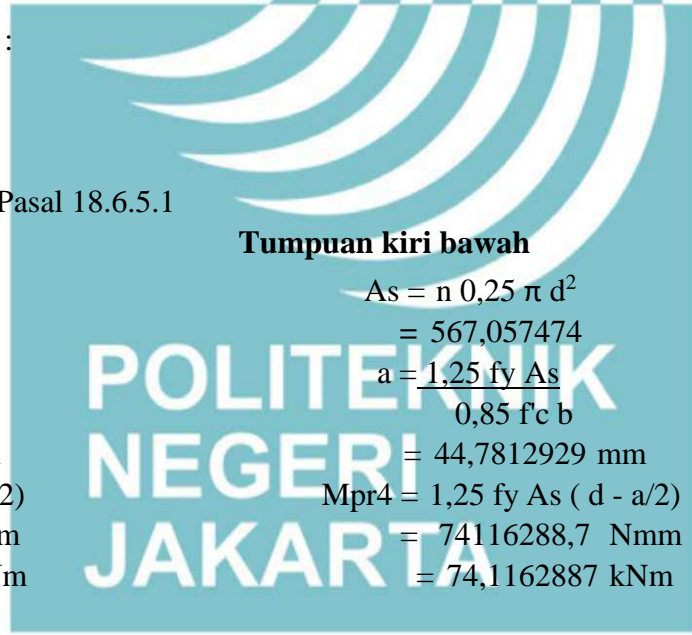 :
Pasal 18.6.5.1
Tumpuan kiri bawah
As = n 0,25 π d²
= 567,057474
a = 1,25 fy As
0,85 f'c b
= 44,7812929 mm
2)
Mpr4 = 1,25 fy As ( d - a/2)
m
= 74116288,7 Nmm
m
= 74,1162887 kNm
POLITEKNIK
NEGERI
JAKARTA